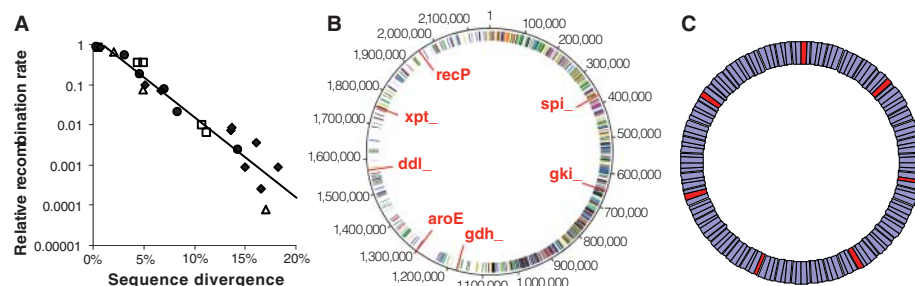 A
Relative recombination rate
1
0.1
0.01
0.001
0.0001
0.00001
0% 5% 10% 15% 20%
Sequence divergence
B
1
100,000
200,000
300,000
400,000
500,000
600,000
700,000
800,000
900,000
1,000,000
1100,000
1,200,000
1,300,000
1,400,000
1,500,000
1,600,000
1,700,000
1,800,000
1,900,000
2,000,000
2,100,000
recP
spi_
xpt_
ddl_
gki_
aroE
gdh_
C